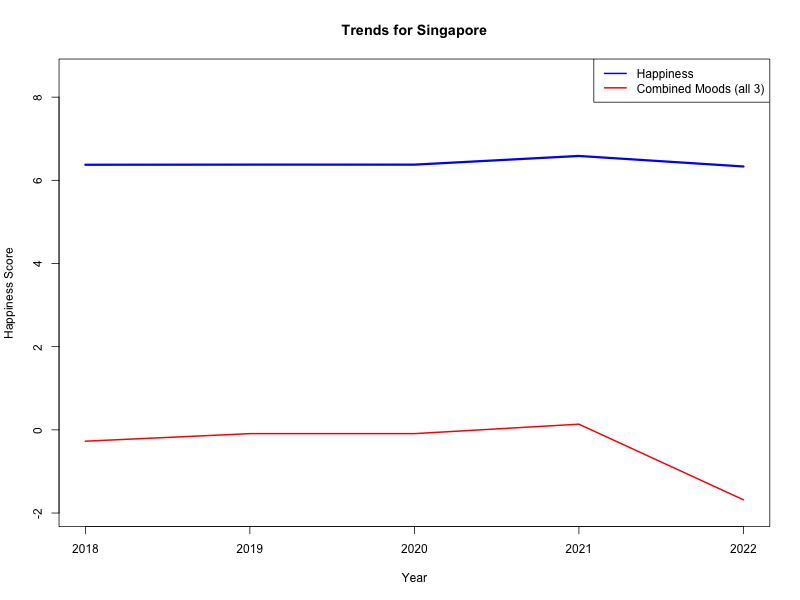 Trends for Singapore
Happiness
Combined Moods (all 3)
Happiness Score
8
6
4
2
0
-2
2018 2019 2020 2021 2022
Year